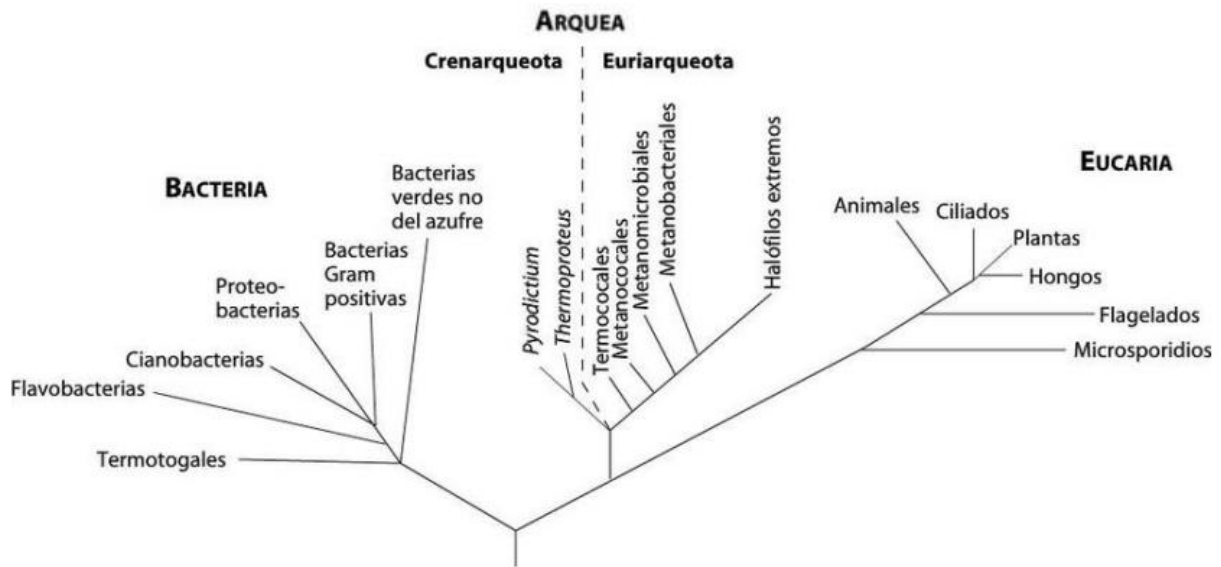 ARQUEA
Crenarqueota
Euriarqueota
BACTERIA
Bacterias
verdes no
del azufre
Bacterias
Gram
positivas
Proteo-
bacterias
Cianobacterias
Flavobacterias
Termotogales
Pyrodictium
Thermoproteus
Termococales
Metanococales
Metanomicrobiales
Metanobacteriales
Halófilos extremos
EUCARIA
Animales
Ciliados
Plantas
Hongos
Flagelados
Microsporidios